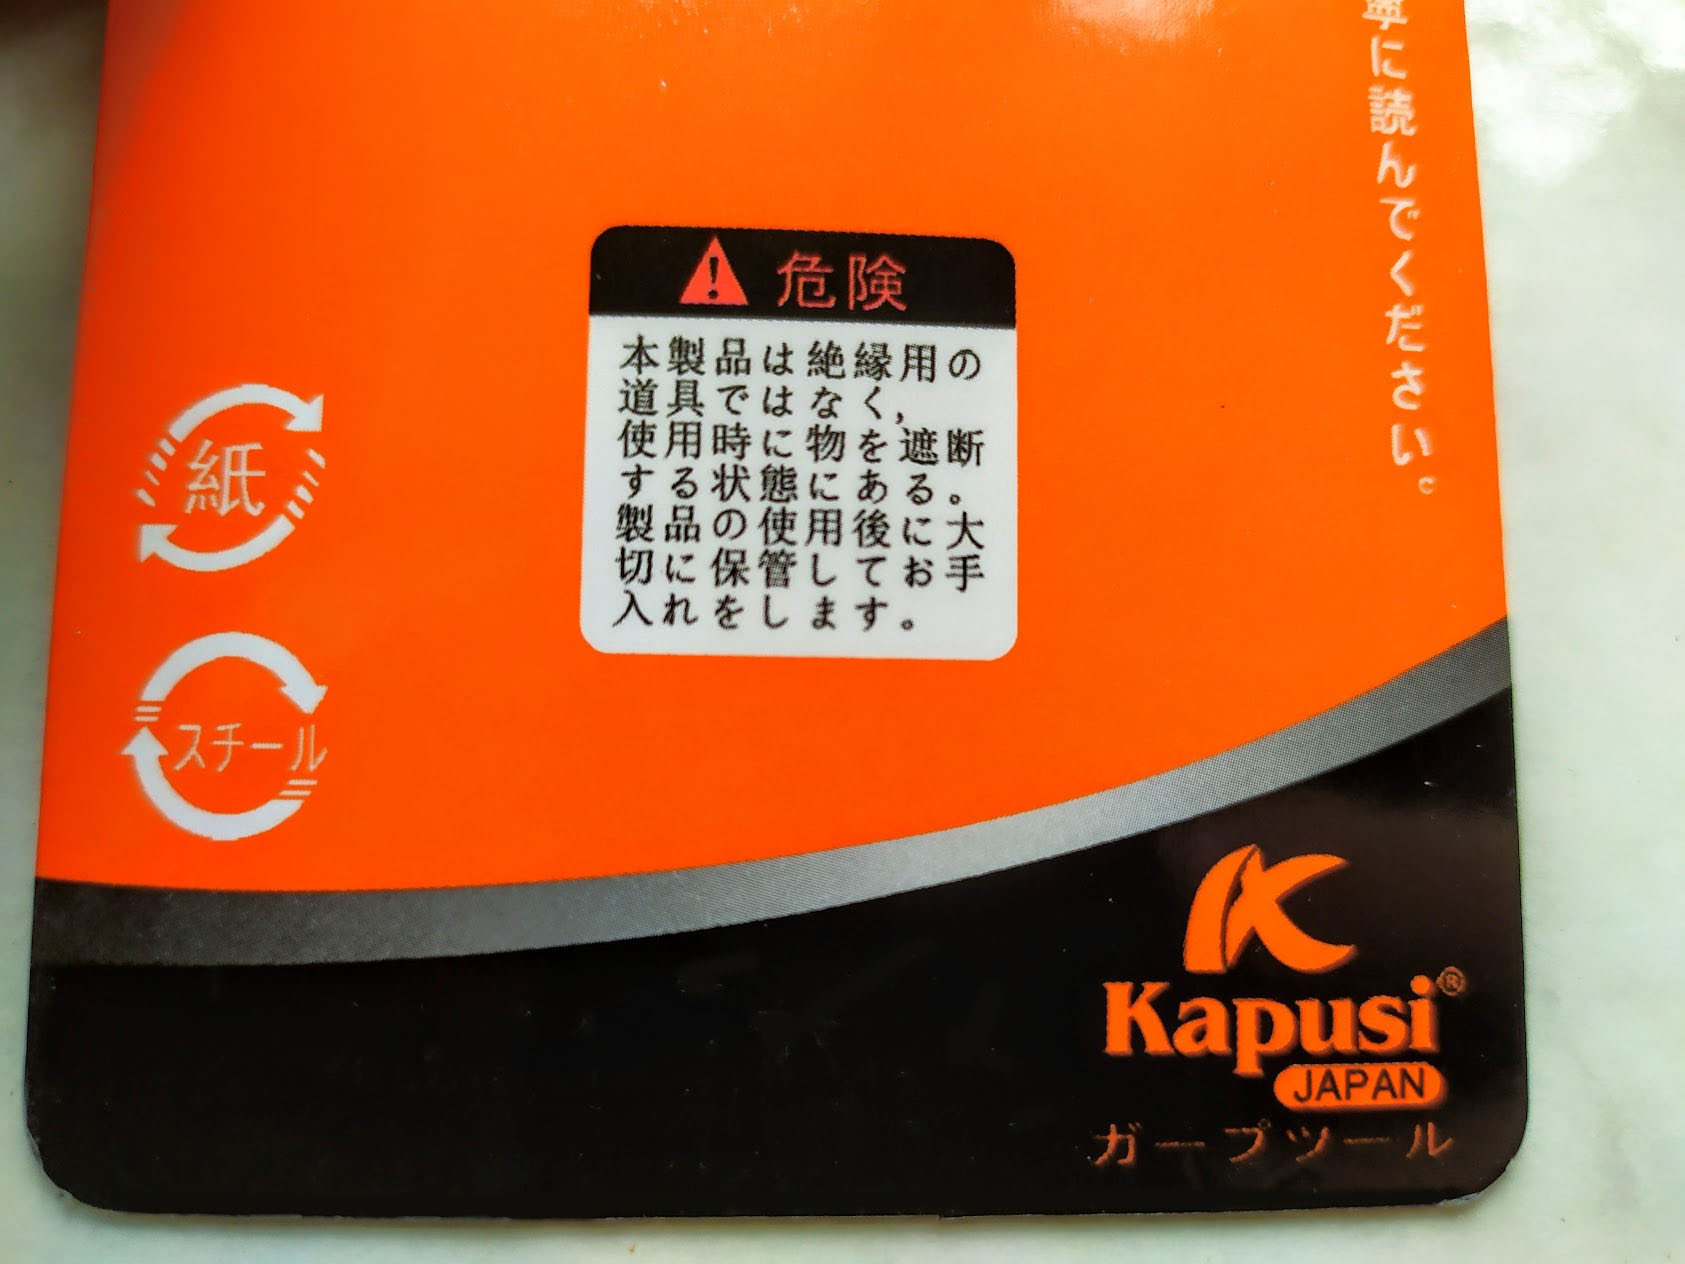 寧に読んでください。
危険
本製品は絶縁用の
道具ではなく,
使用時に物を遮断
する状態にある。
製品の使用後に大
切に保管してお手
入れをします。
紙
スチール
Kapusi®
JAPAN
ガープツール